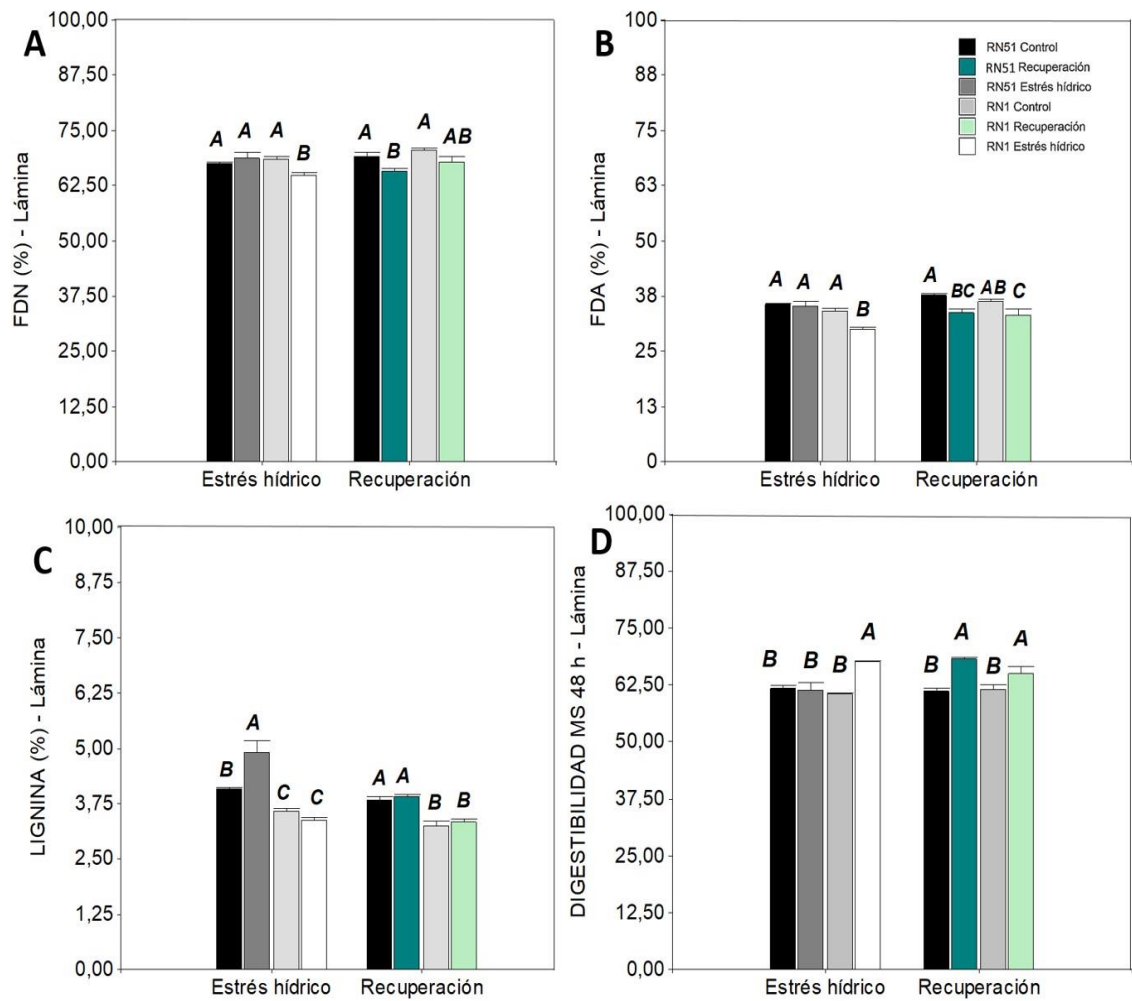 A
100,00
87,50
75,00
62,50
50,00
37,50
25,00
12,50
0,00
FDN (%) - Lámina
A A A B
A B A AB
Estrés hídrico Recuperación
B
100
88
75
63
50
38
25
13
0
FDA (%) - Lámina
RN51 Control
RN51 Recuperación
RN51 Estrés hídrico
RN1 Control
RN1 Recuperación
RN1 Estrés hídrico
A A A B
A BC AB C
Estrés hídrico Recuperación
C
10,00
8,75
7,50
6,25
5,00
3,75
2,50
1,25
0,00
LIGNINA (%) - Lámina
B A C C
A A B B
Estrés hídrico Recuperación
D
100,00
87,50
75,00
62,50
50,00
37,50
25,00
12,50
0,00
DIGESTIBILIDAD MS 48 h - Lámina
B B B A
B A B A
Estrés hídrico Recuperación